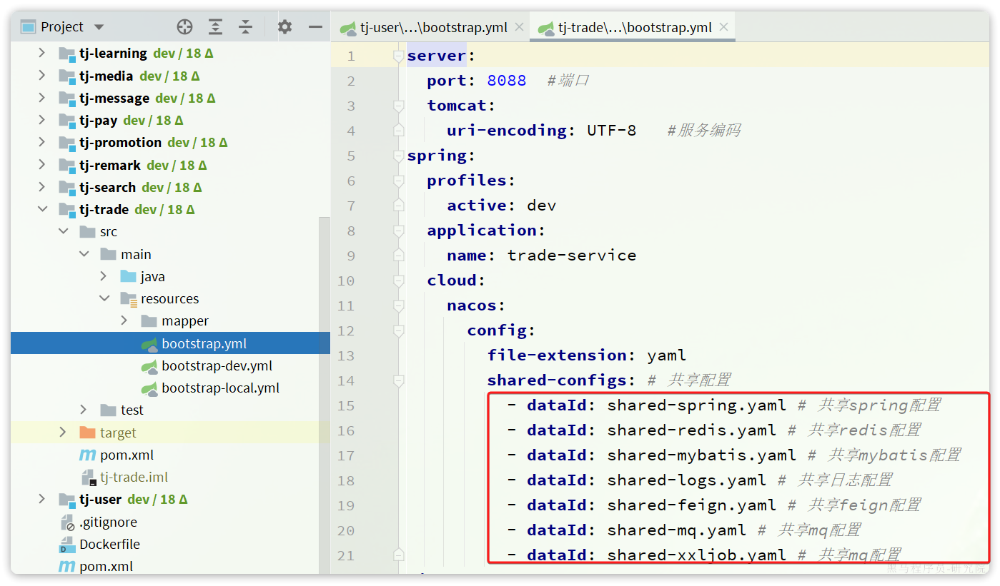 Project
tj-learning dev / 18 Δ
tj-media dev / 18 Δ
tj-message dev / 18 Δ
tj-pay dev / 18 Δ
tj-promotion dev / 18 Δ
tj-remark dev / 18 Δ
tj-search dev / 18 Δ
tj-trade dev / 18 Δ
src
main
java
resources
mapper
bootstrap.yml
bootstrap-dev.yml
bootstrap-local.yml
test
target
pom.xml
tj-trade.iml
tj-user dev / 18 Δ
.gitignore
Dockerfile
pom.xml
tj-user\...\bootstrap.yml tj-trade\...\bootstrap.yml
1 server:
2 port: 8088 #端口
3 tomcat:
4 uri-encoding: UTF-8 #服务编码
5 spring:
6 profiles:
7 active: dev
8 application:
9 name: trade-service
10 cloud:
11 nacos:
12 config:
13 file-extension: yaml
14 shared-configs: # 共享配置
15 - dataId: shared-spring.yaml # 共享spring配置
16 - dataId: shared-redis.yaml # 共享redis配置
17 - dataId: shared-mybatis.yaml # 共享mybatis配置
18 - dataId: shared-logs.yaml # 共享日志配置
19 - dataId: shared-feign.yaml # 共享feign配置
20 - dataId: shared-mq.yaml # 共享mq配置
21 - dataId: shared-xxljob.yaml # 共享mq配置
黑马程序员-研究院